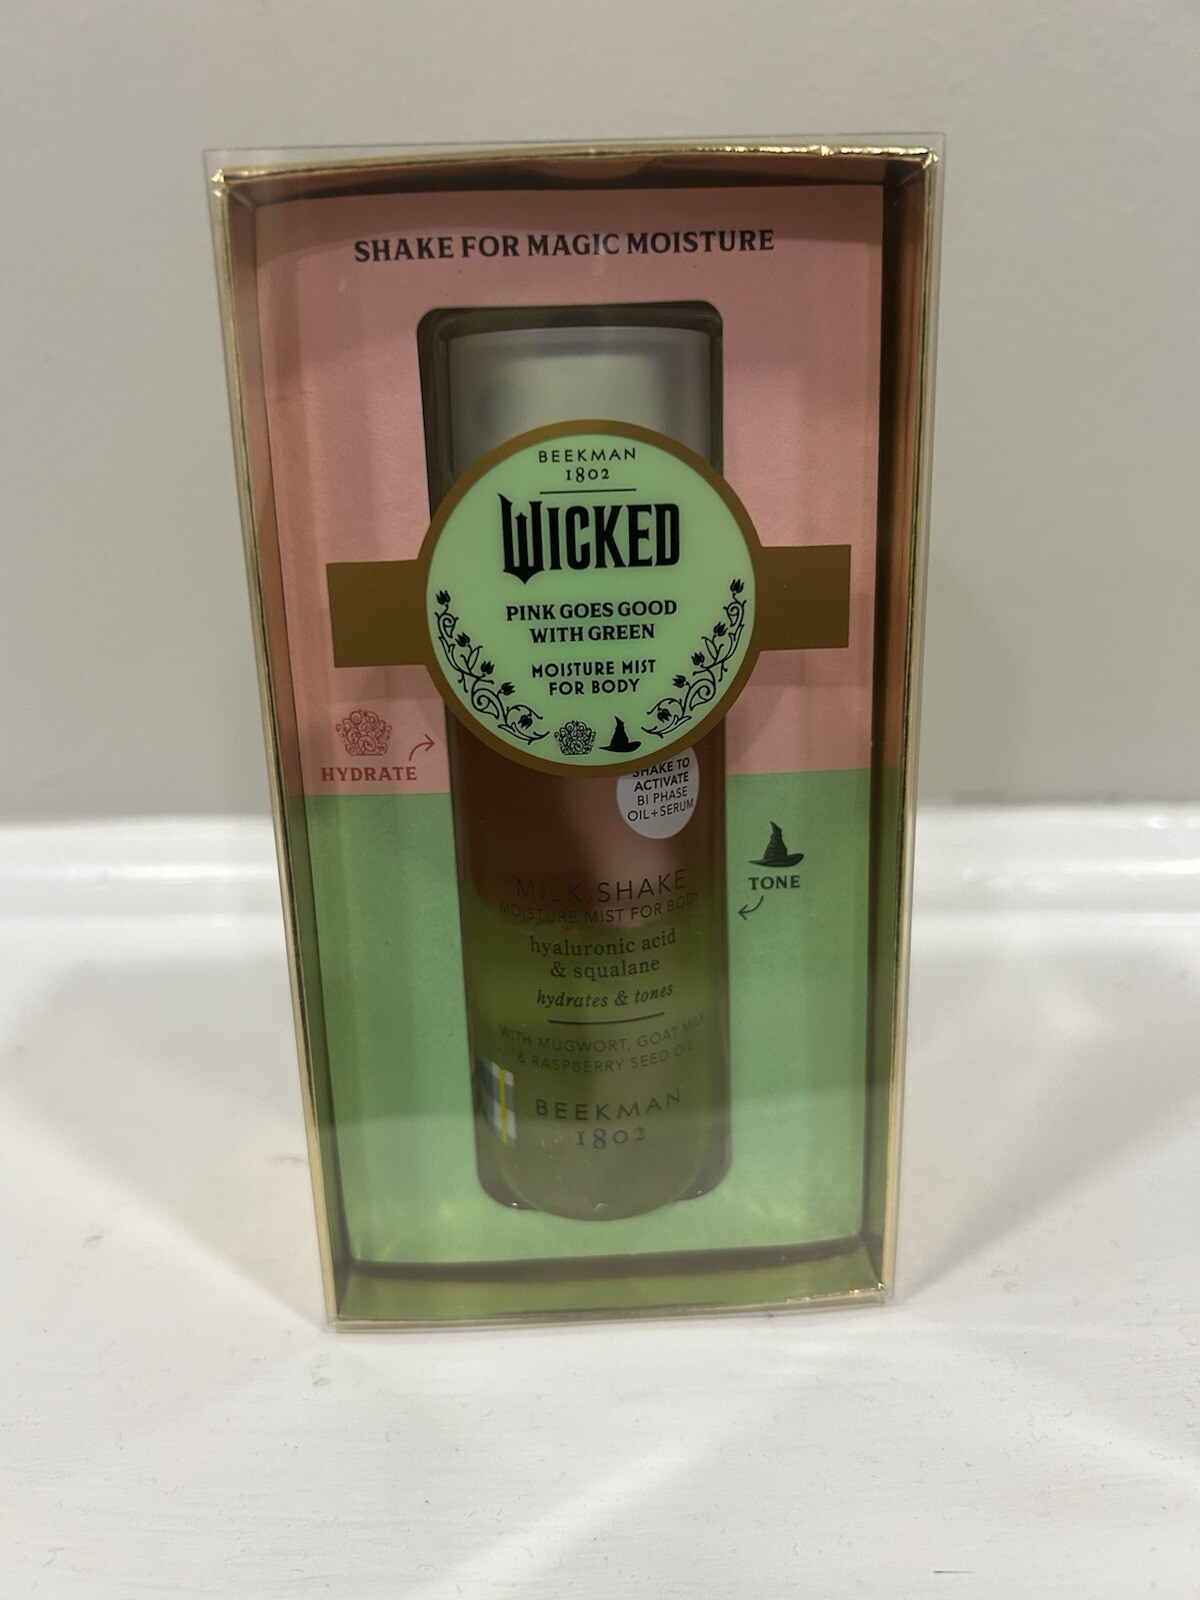 SHAKE FOR MAGIC MOISTURE
BEEKMAN
1802
WICKED
PINK GOES GOOD
WITH GREEN
MOISTURE MIST
FOR BODY
HYDRATE
SHAKE TO
ACTIVATE
BI PHASE
OIL+SERUM
TONE
MILK SHAKE
MOISTURE MIST FOR BODY
hyaluronic acid
& squalane
hydrates & tones
WITH MUGWORT, GOAT MILK
& RASPBERRY SEED OIL
BEEKMAN
1802